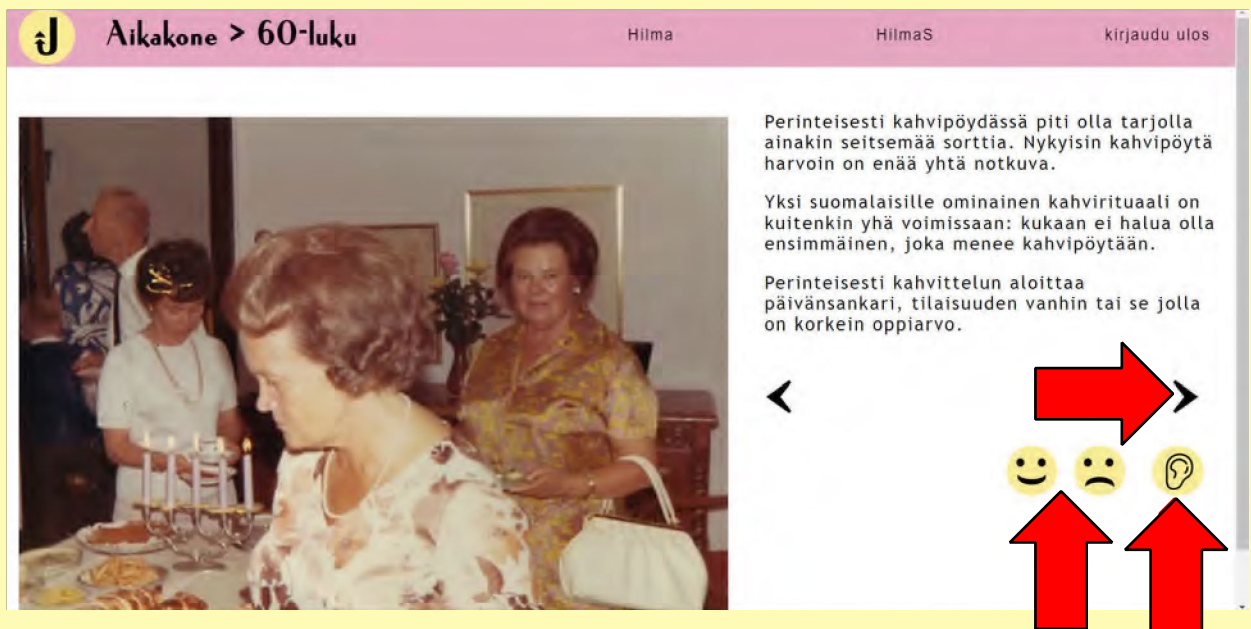 J
Aikakone > 60-luku
Hilma
HilmaS
kirjaudu ulos
Perinteisesti kahvipöydässä piti olla tarjolla
ainakin seitsemää sorttia. Nykyisin kahvipöytä
harvoin on enää yhtä notkuva.
Yksi suomalaisille ominainen kahvirituaali on
kuitenkin yhä voimissaan: kukaan ei halua olla
ensimmäinen, joka menee kahvipöytään.
Perinteisesti kahvittelun aloittaa
päivänsankari, tilaisuuden vanhin tai se jolla
on korkein oppiarvo.